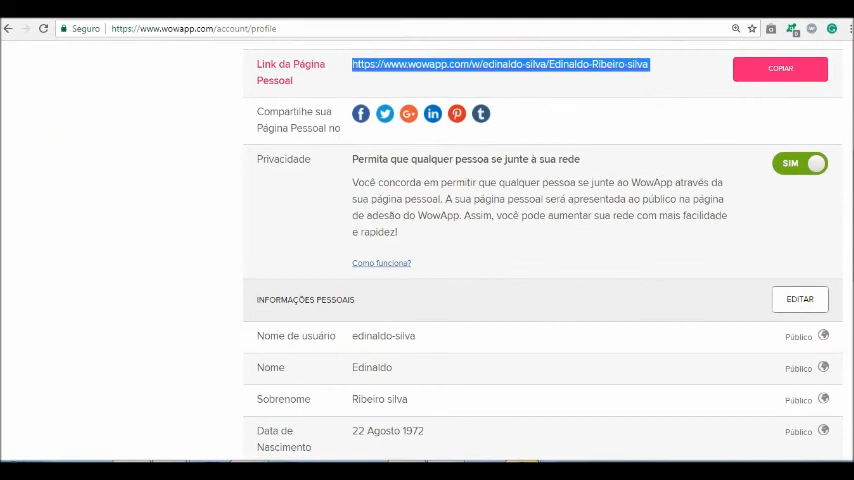 Seguro https://www.wowapp.com/account/profile
Link da Página
Pessoal
https://www.wowapp.com/w/edinaldo-silva/Edinaldo-Ribeiro-silva
COPIAR
Compartilhe sua
Página Pessoal no
Privacidade
Permita que qualquer pessoa se junte à sua rede
SIM
Você concorda em permitir que qualquer pessoa se junte ao WowApp através da
sua página pessoal. A sua página pessoal será apresentada ao público na página
de adesão do WowApp. Assim, você pode aumentar sua rede com mais facilidade
e rapidez!
Como funciona?
INFORMAÇÕES PESSOAIS
EDITAR
Nome de usuário edinaldo-silva Público
Nome Edinaldo Público
Sobrenome Ribeiro silva Público
Data de
Nascimento
22 Agosto 1972 Público